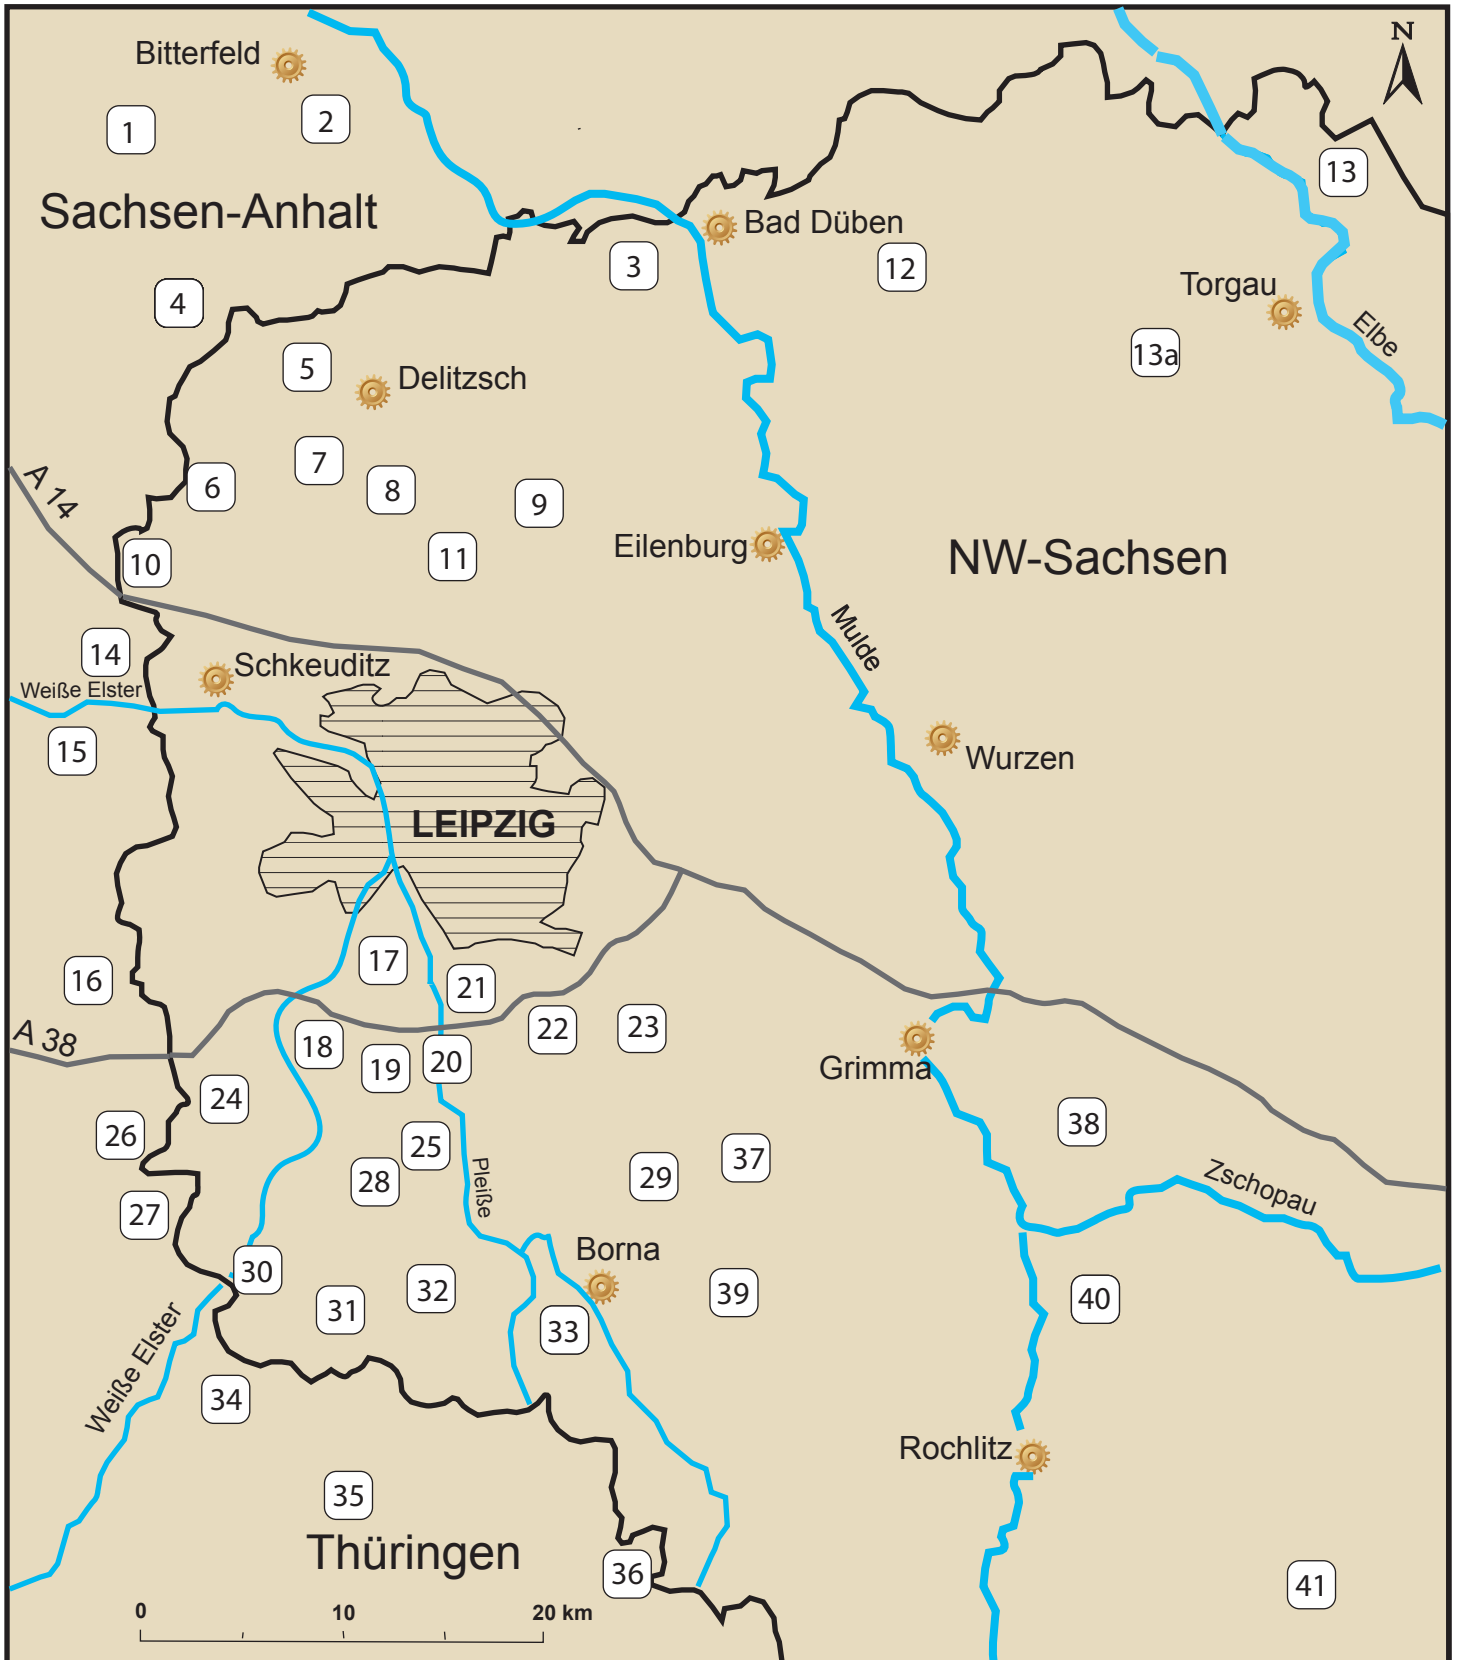 N
Bitterfeld
1
2
Sachsen-Anhalt
13
Bad Düben
3
12
Torgau
4
Elbe
13a
5
Delitzsch
7
6
8
9
A 14
Eilenburg
11
10
NW-Sachsen
Mulde
14
Schkeuditz
Weiße Elster
15
Wurzen
LEIPZIG
17
16
21
22
23
A 38
18
20
19
Grimma
24
38
26
25
37
29
28
Pleiße
Zschopau
27
Borna
30
32
39
40
31
33
Weiße Elster
34
Rochlitz
35
Thüringen
36
41
0 10 20 km